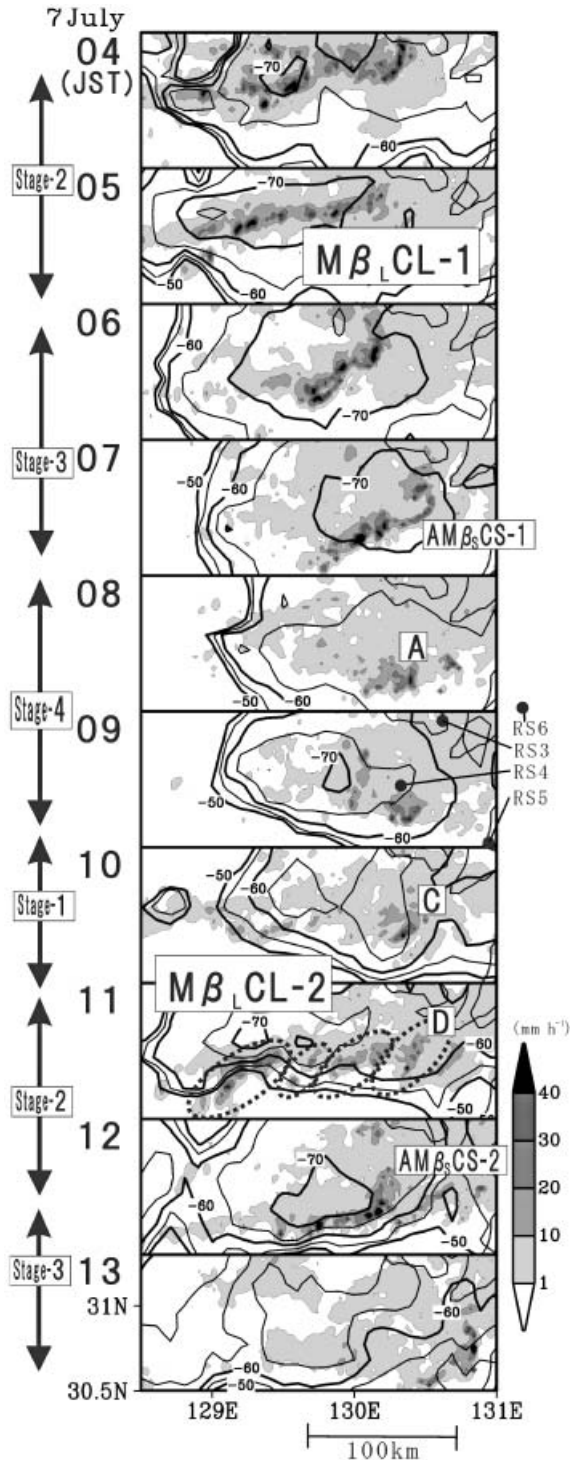 7 July
04
(JST)
-70
-60
Stage-2
05
-70
MβLCL-1
-50
-60
06
-60
-70
Stage-3
07
-50
-60
-70
AMβSCS-1
08
A
-50
-60
Stage-4
09
-70
-50
-60
RS6
RS3
RS4
RS5
10
-50
-60
C
Stage-1
MβLCL-2
11
-70
D
-60
-50
(mm h⁻¹)
40
30
20
10
1
Stage-2
12
AMβSCS-2
-70
-60
-50
Stage-3
13
31N
-60
-60
-50
30.5N
129E 130E 131E
100km